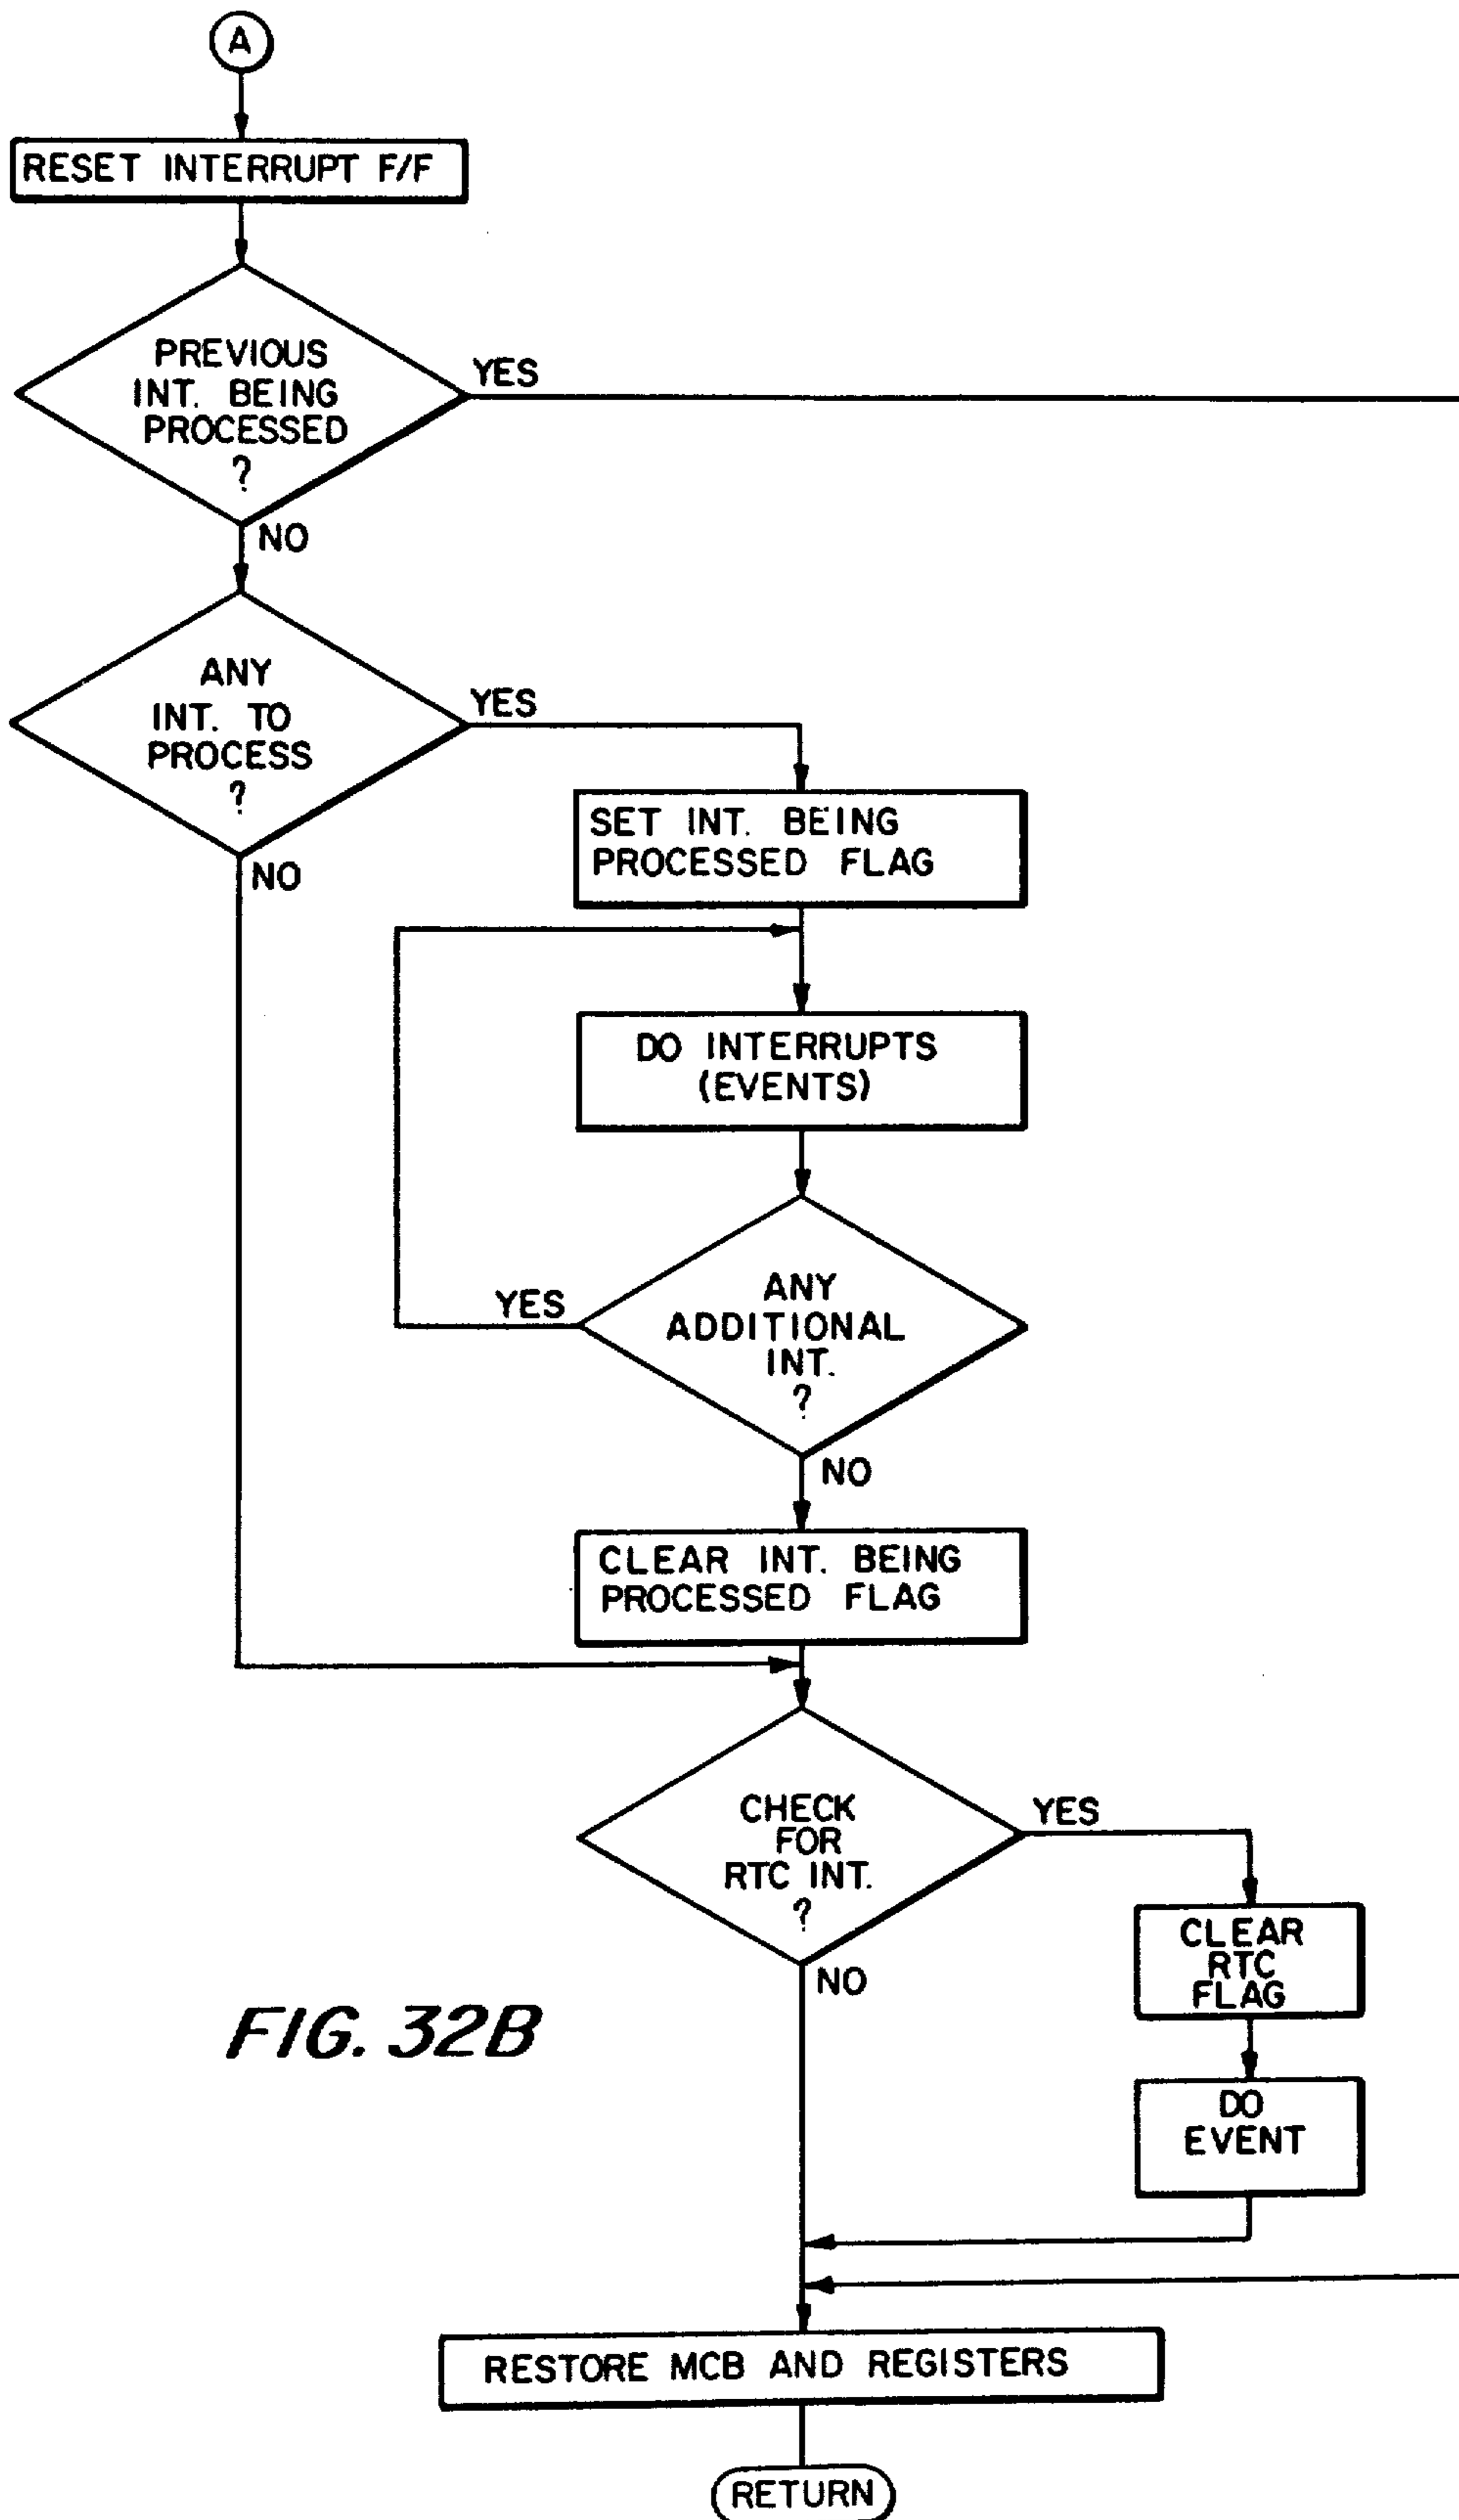 A
RESET INTERRUPT F/F
PREVIOUS
INT. BEING
PROCESSED
?
YES
NO
ANY
INT. TO
PROCESS
?
YES
NO
SET INT. BEING
PROCESSED FLAG
DO INTERRUPTS
(EVENTS)
ANY
ADDITIONAL
INT.
?
YES
NO
CLEAR INT. BEING
PROCESSED FLAG
CHECK
FOR
RTC INT.
?
YES
NO
CLEAR
RTC
FLAG
DO
EVENT
FIG. 32B
RESTORE MCB AND REGISTERS
RETURN